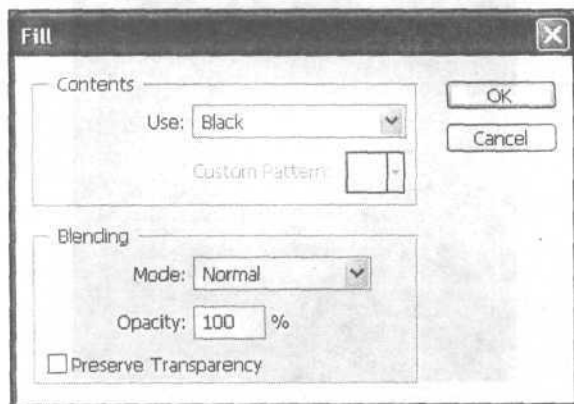 Fill
Contents
OK
Use: Black
Cancel
Custom Pattern:
Blending
Mode: Normal
Opacity: 100 %
Preserve Transparency